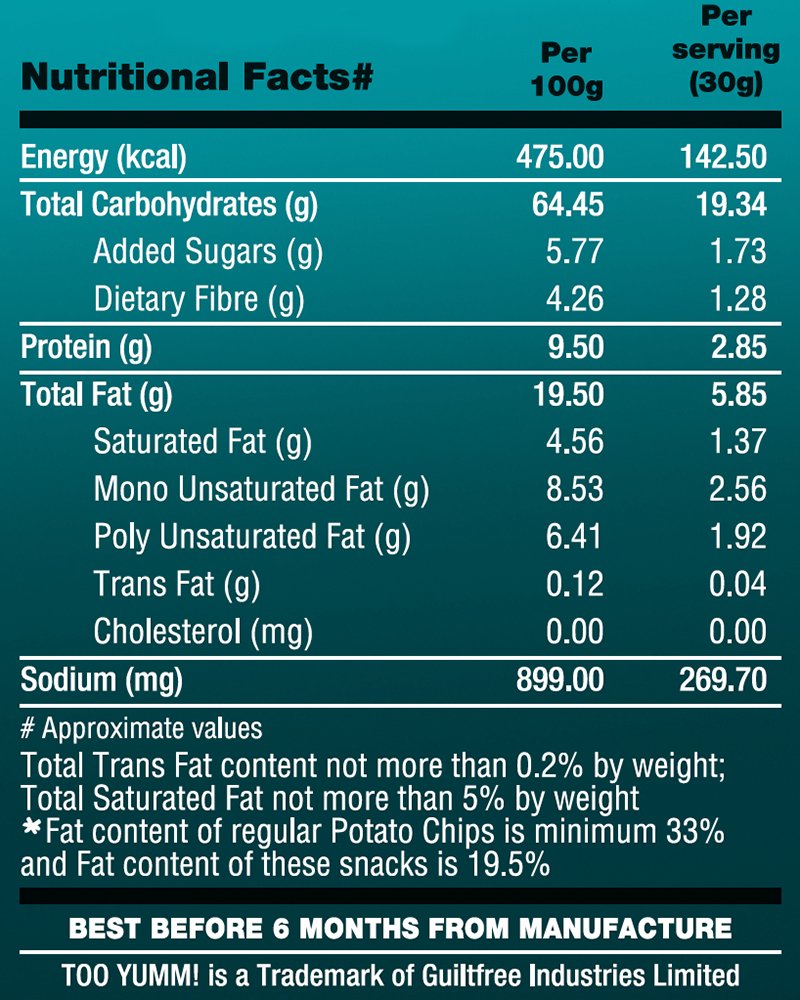 Nutritional Facts# Per 100g Per serving (30g)
Energy (kcal) 475.00 142.50
Total Carbohydrates (g) 64.45 19.34
Added Sugars (g) 5.77 1.73
Dietary Fibre (g) 4.26 1.28
Protein (g) 9.50 2.85
Total Fat (g) 19.50 5.85
Saturated Fat (g) 4.56 1.37
Mono Unsaturated Fat (g) 8.53 2.56
Poly Unsaturated Fat (g) 6.41 1.92
Trans Fat (g) 0.12 0.04
Cholesterol (mg) 0.00 0.00
Sodium (mg) 899.00 269.70
# Approximate values
Total Trans Fat content not more than 0.2% by weight;
Total Saturated Fat not more than 5% by weight
*Fat content of regular Potato Chips is minimum 33%
and Fat content of these snacks is 19.5%
BEST BEFORE 6 MONTHS FROM MANUFACTURE
TOO YUMM! is a Trademark of Guiltfree Industries Limited